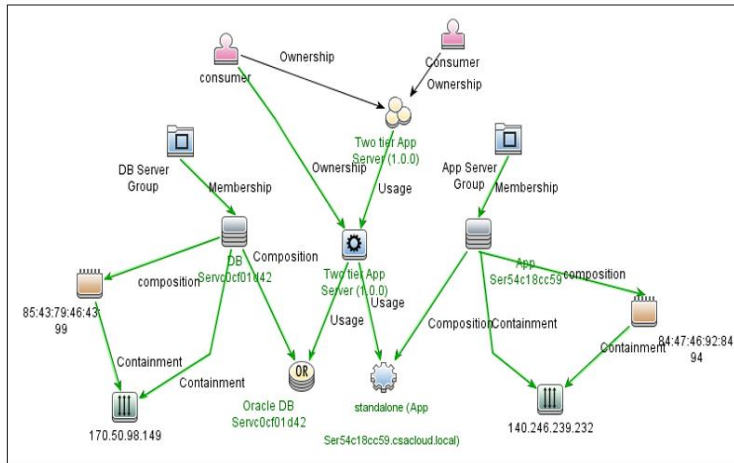 Ownership
consumer
Consumer
Ownership
Two tier App
Server (1.0.0)
DB Server
Group
App Server
Group
Membership
Ownership
Usage
Membership
DB
Servc0cf01d42
Composition
Two tier App
Server (1.0.0)
App
Ser54c18cc59
composition
composition
85:43:79:46:43:
99
Usage
Usage
Composition
Containment
84:47:46:92:84
94
Containment
Containment
Containment
Oracle DB
Servc0cf01d42
OR
standalone (App
Ser54c18cc59.csacloud.local)
170.50.98.149
140.246.239.232